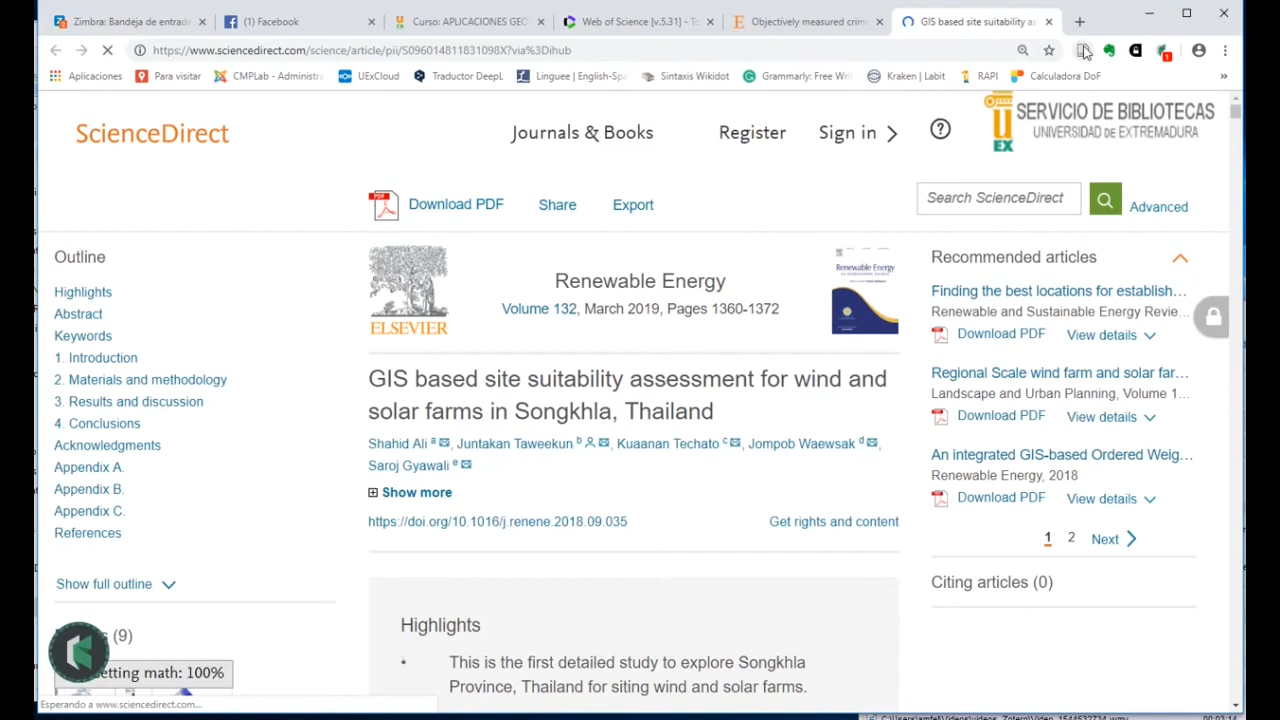 Zimbra: Bandeja de entrada
(1) Facebook
Curso: APLICACIONES GEO
Web of Science [v.5.31] - To
Objectively measured crim
GIS based site suitability as
https://www.sciencedirect.com/science/article/pii/S096014811831098X?via%3Dihub
Aplicaciones
Para visitar
CMPLab - Administra
UExCloud
Traductor DeepL
Linguee | English-Spa
Sintaxis Wikidot
Grammarly: Free Writ
Kraken | Labit
RAPI
Calculadora DoF
»
ScienceDirect
Journals & Books
Register
Sign in
SERVICIO DE BIBLIOTECAS
UNIVERSIDAD DE EXTREMADURA
EX
Download PDF
Share
Export
Search ScienceDirect
Advanced
Outline
Highlights
Abstract
Keywords
1. Introduction
2. Materials and methodology
3. Results and discussion
4. Conclusions
Acknowledgments
Appendix A.
Appendix B.
Appendix C.
References
Show full outline
(9)
etting math: 100%
Esperando a www.sciencedirect.com...
ELSEVIER
Renewable Energy
Volume 132, March 2019, Pages 1360-1372
Renewable Energy
GIS based site suitability assessment for wind and
solar farms in Songkhla, Thailand
Shahid Ali a, Juntakan Taweekun b, Kuaanan Techato c, Jompob Waewsak d,
Saroj Gyawali e
Show more
https://doi.org/10.1016/j.renene.2018.09.035
Get rights and content
Highlights
• This is the first detailed study to explore Songkhla
Province, Thailand for siting wind and solar farms.
Recommended articles
Finding the best locations for establish...
Renewable and Sustainable Energy Revie...
Download PDF
View details
Regional Scale wind farm and solar far...
Landscape and Urban Planning, Volume 1...
Download PDF
View details
An integrated GIS-based Ordered Weig...
Renewable Energy, 2018
Download PDF
View details
1 2 Next
Citing articles (0)